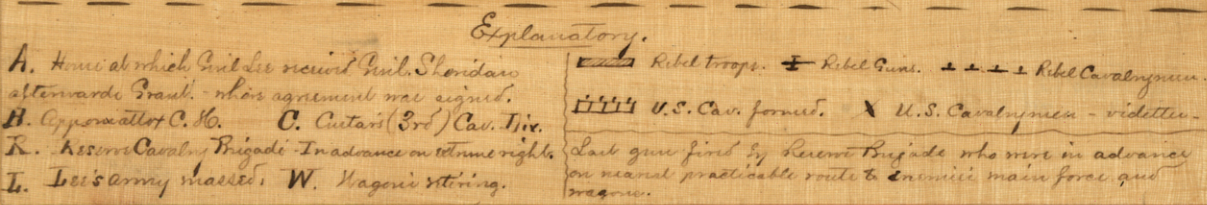 Explanatory.
A. House at which Genl. Lee received Genl. Sheridan
afterwards Grant. - where agreement was signed.
B. Appomattox C. H. C. Custar's (3rd) Cav. Div.
R. Reserve Cavalry Brigade - In advance on extreme right.
L. Lee's army massed. W. Wagons retiring.
Rebel troops. Rebel Guns. Rebel Cavalrymen.
U.S. Cav. formed. X U.S. Cavalrymen - videttes -
Last gun fired by Reserve Brigade who were in advance
on nearest practicable route to enemies main force and
wagons.